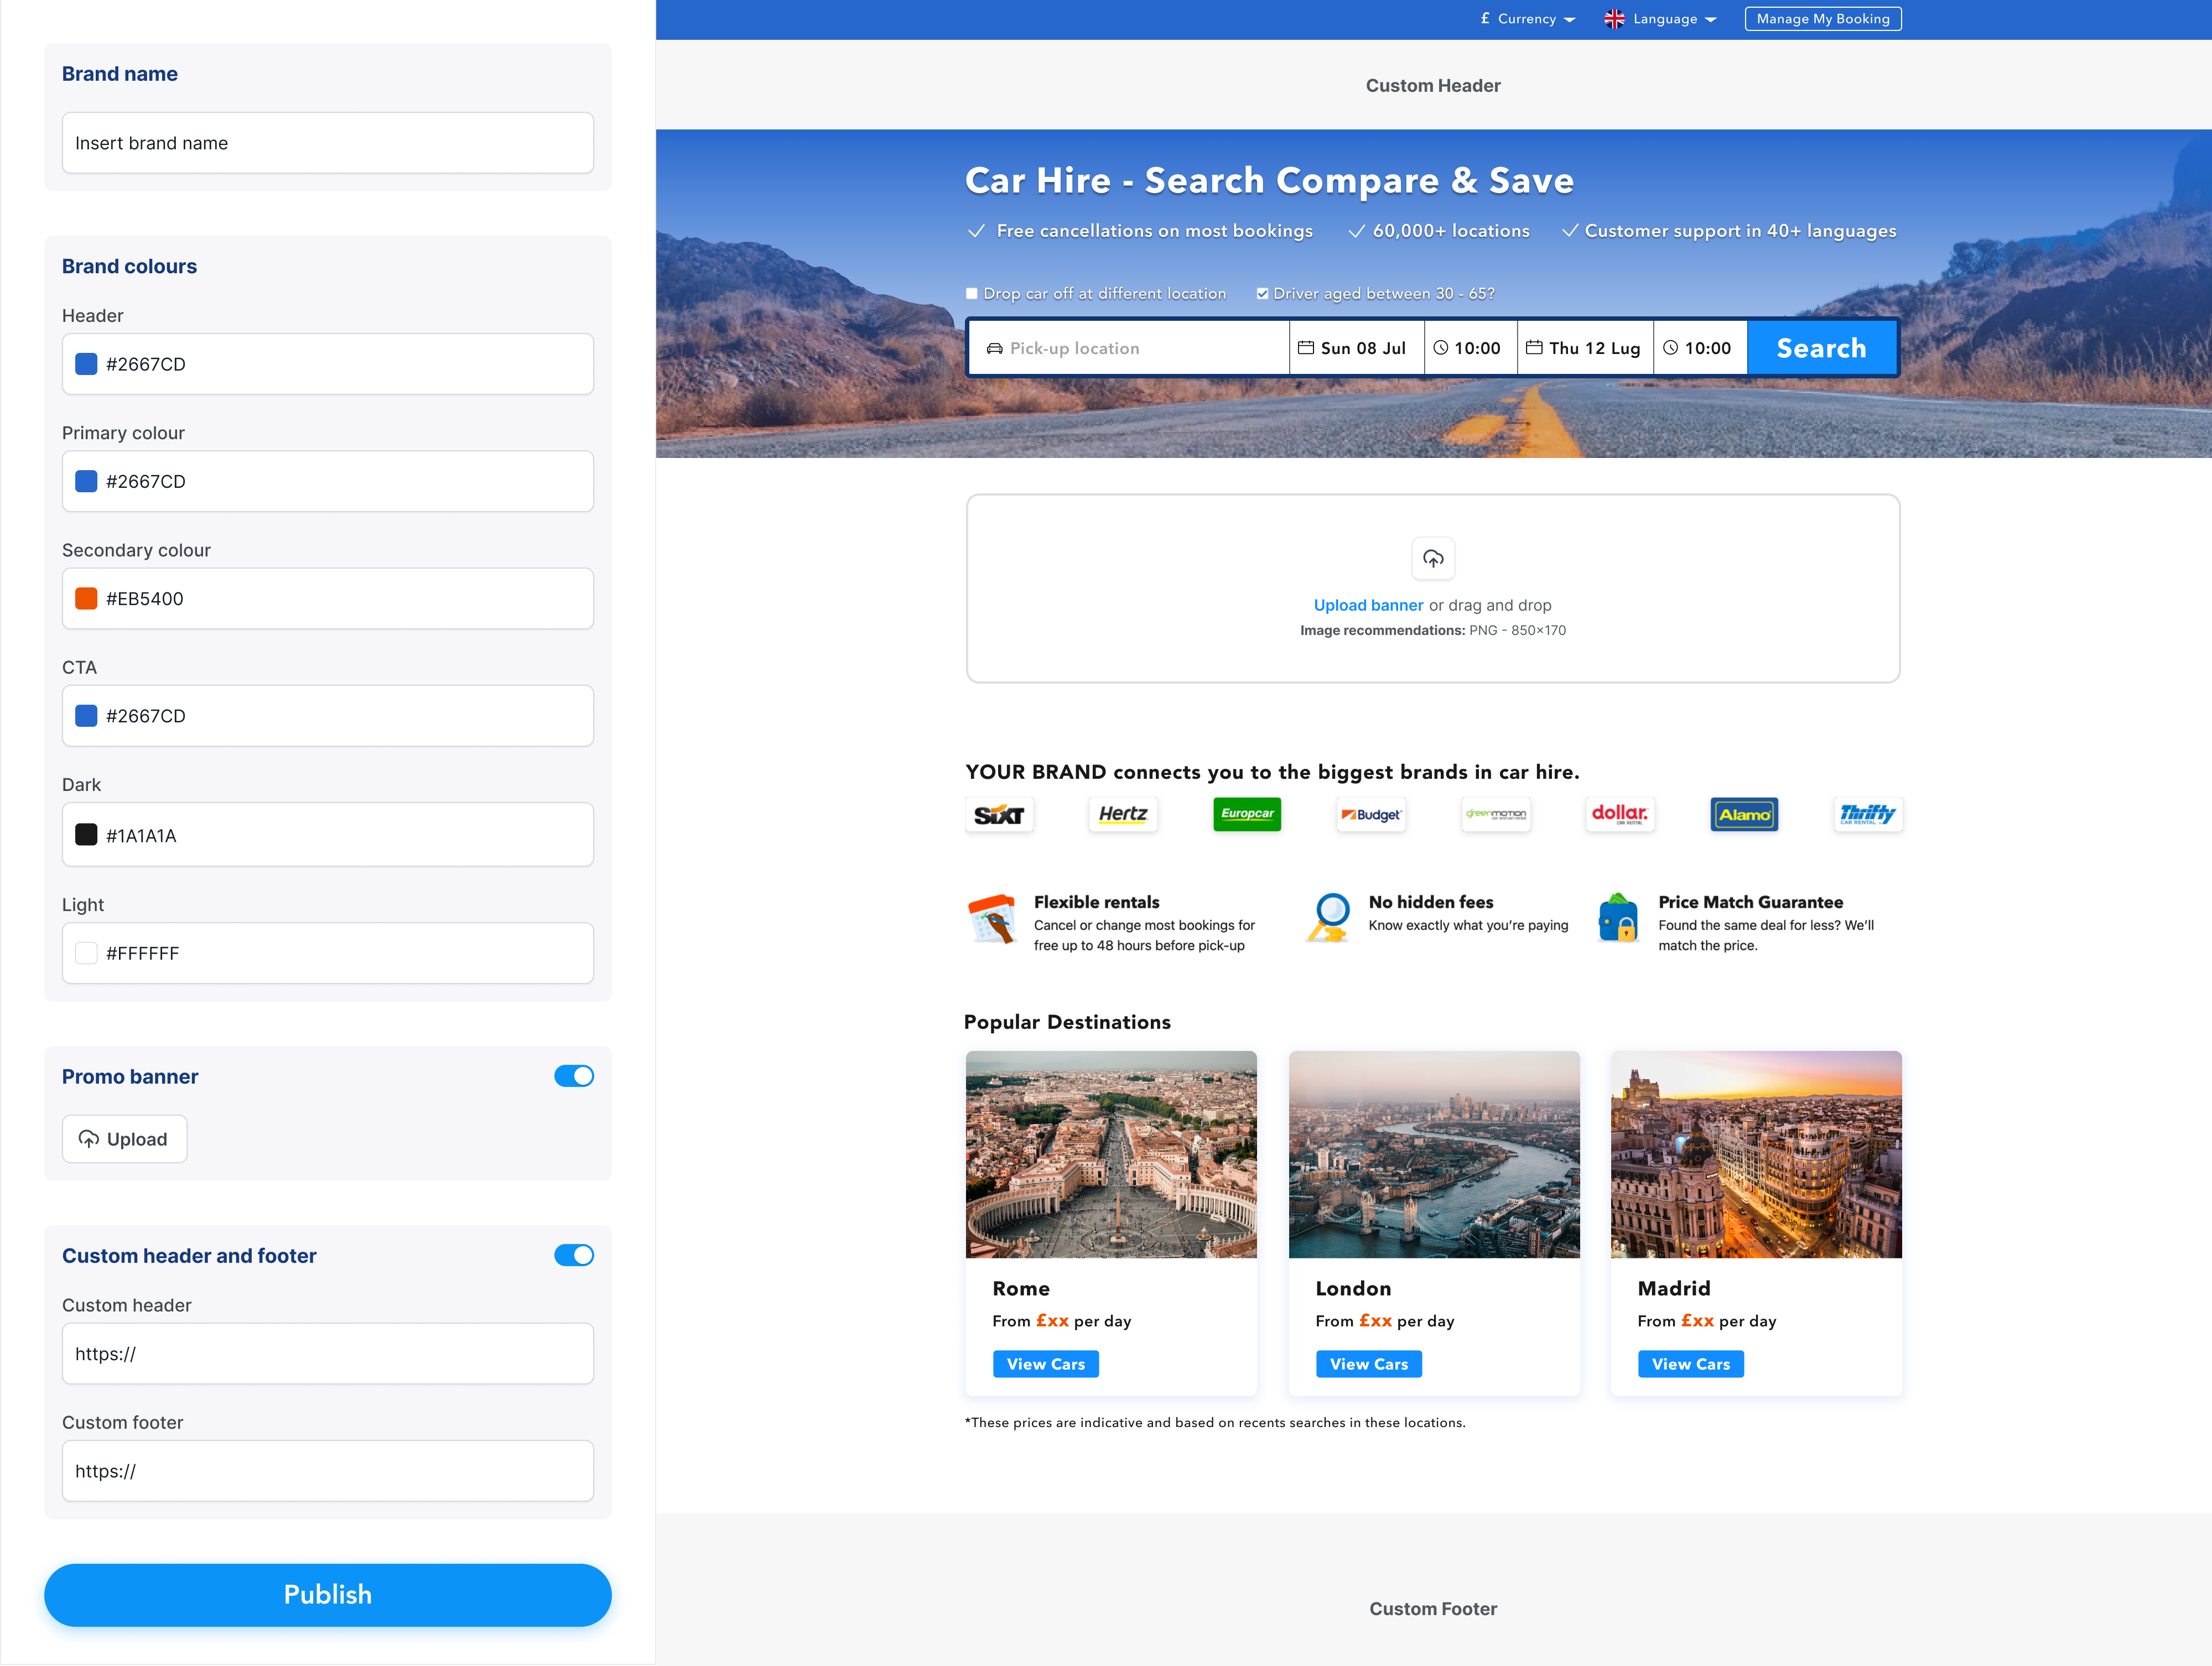 Brand name
Insert brand name
Brand colours
Header
#2667CD
Primary colour
#2667CD
Secondary colour
#EB5400
CTA
#2667CD
Dark
#1A1A1A
Light
#FFFFFF
Promo banner
Upload
Custom header and footer
Custom header
https://
Custom footer
https://
Publish
£ Currency Language Manage My Booking
Custom Header
Car Hire - Search Compare & Save
Free cancellations on most bookings 60,000+ locations Customer support in 40+ languages
Drop car off at different location Driver aged between 30 - 65?
Pick-up location Sun 08 Jul 10:00 Thu 12 Lug 10:00 Search
Upload banner or drag and drop
Image recommendations: PNG - 850×170
YOUR BRAND connects you to the biggest brands in car hire.
SIXT Hertz Europcar Budget greenmotion dollar. Alamo Thrifty
CAR RENTAL CAR RENTAL
Flexible rentals
Cancel or change most bookings for
free up to 48 hours before pick-up
No hidden fees
Know exactly what you’re paying
Price Match Guarantee
Found the same deal for less? We’ll
match the price.
Popular Destinations
Rome
From £xx per day
View Cars
London
From £xx per day
View Cars
Madrid
From £xx per day
View Cars
*These prices are indicative and based on recents searches in these locations.
Custom Footer